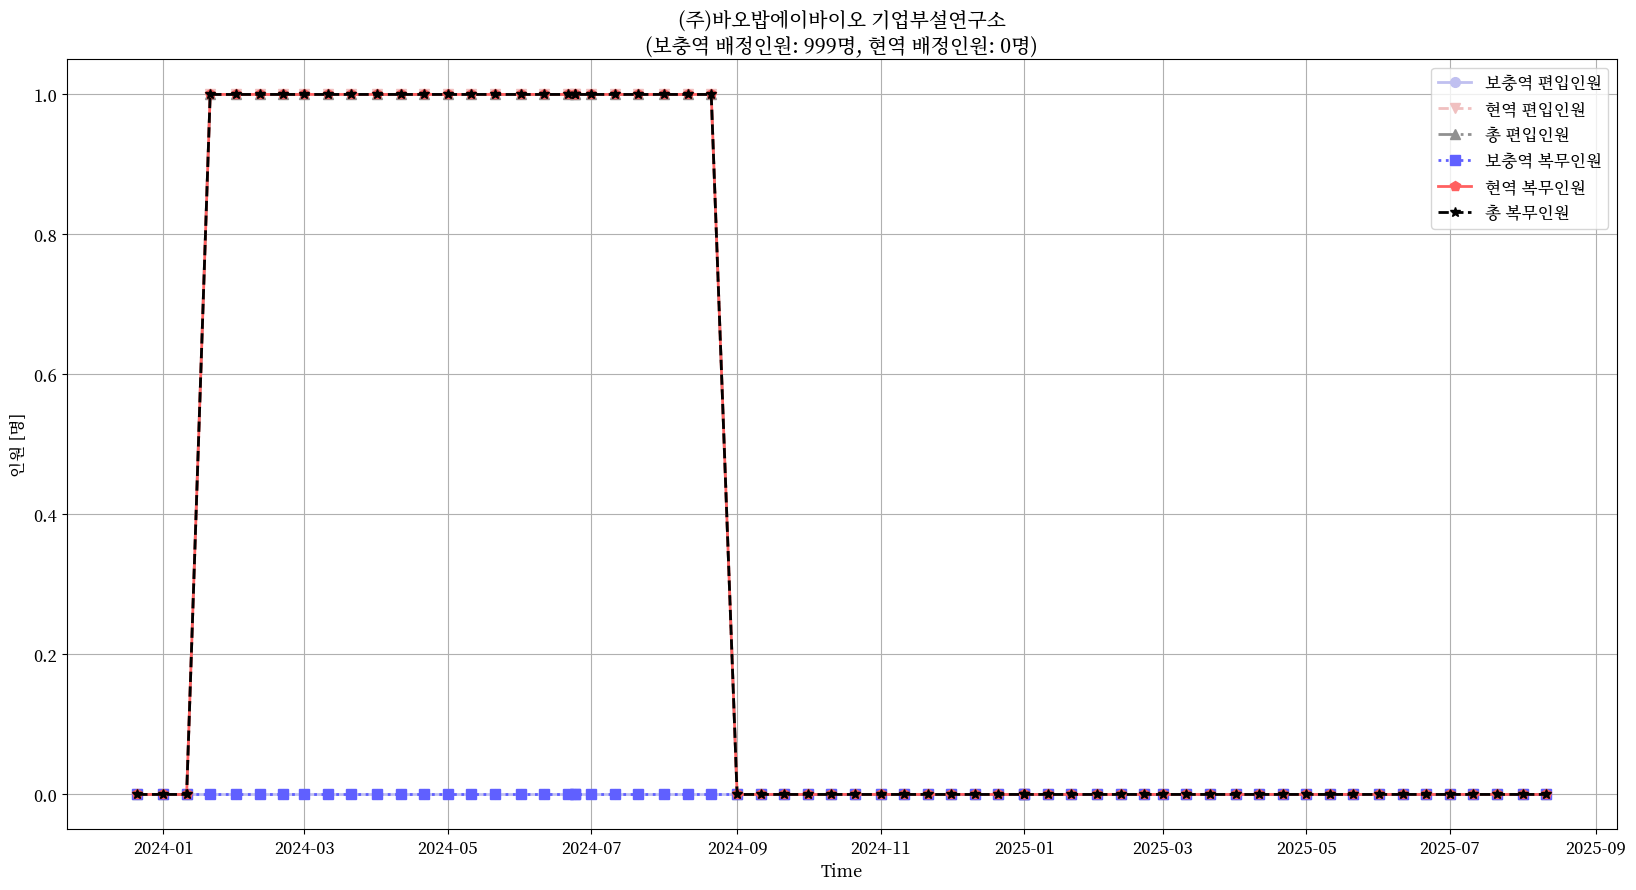 (주)바오밥에이바이오 기업부설연구소
(보충역 배정인원: 999명, 현역 배정인원: 0명)
보충역 편입인원
현역 편입인원
총 편입인원
보충역 복무인원
현역 복무인원
총 복무인원
인원 [명]
1.0
0.8
0.6
0.4
0.2
0.0
2024-01
2024-03
2024-05
2024-07
2024-09
2024-11
2025-01
2025-03
2025-05
2025-07
2025-09
Time